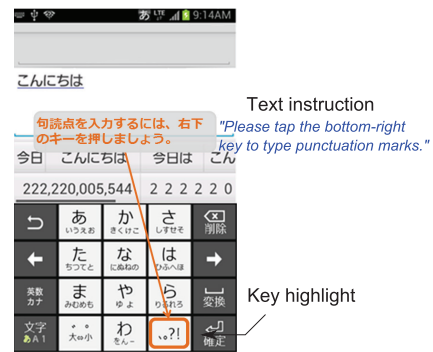 あ LTE 9:14AM
こんにちは
句読点を入力するには、右下
のキーを押しましょう。
Text instruction
"Please tap the bottom-right
key to type punctuation marks."
今日 こんにちは 今日は こん
222,220,005,544 2 2 2 2 2 0
あ か さ 削除
いうえお きくけこ しすせそ
た な は
ちつてと にぬねの ひふへほ
英数 ま や ら 変換
カナ みむめも ゆ よ りるれろ
Key highlight
文字 ゛゜ わ 、。?! 確定
あA1 大⇔小 をんー